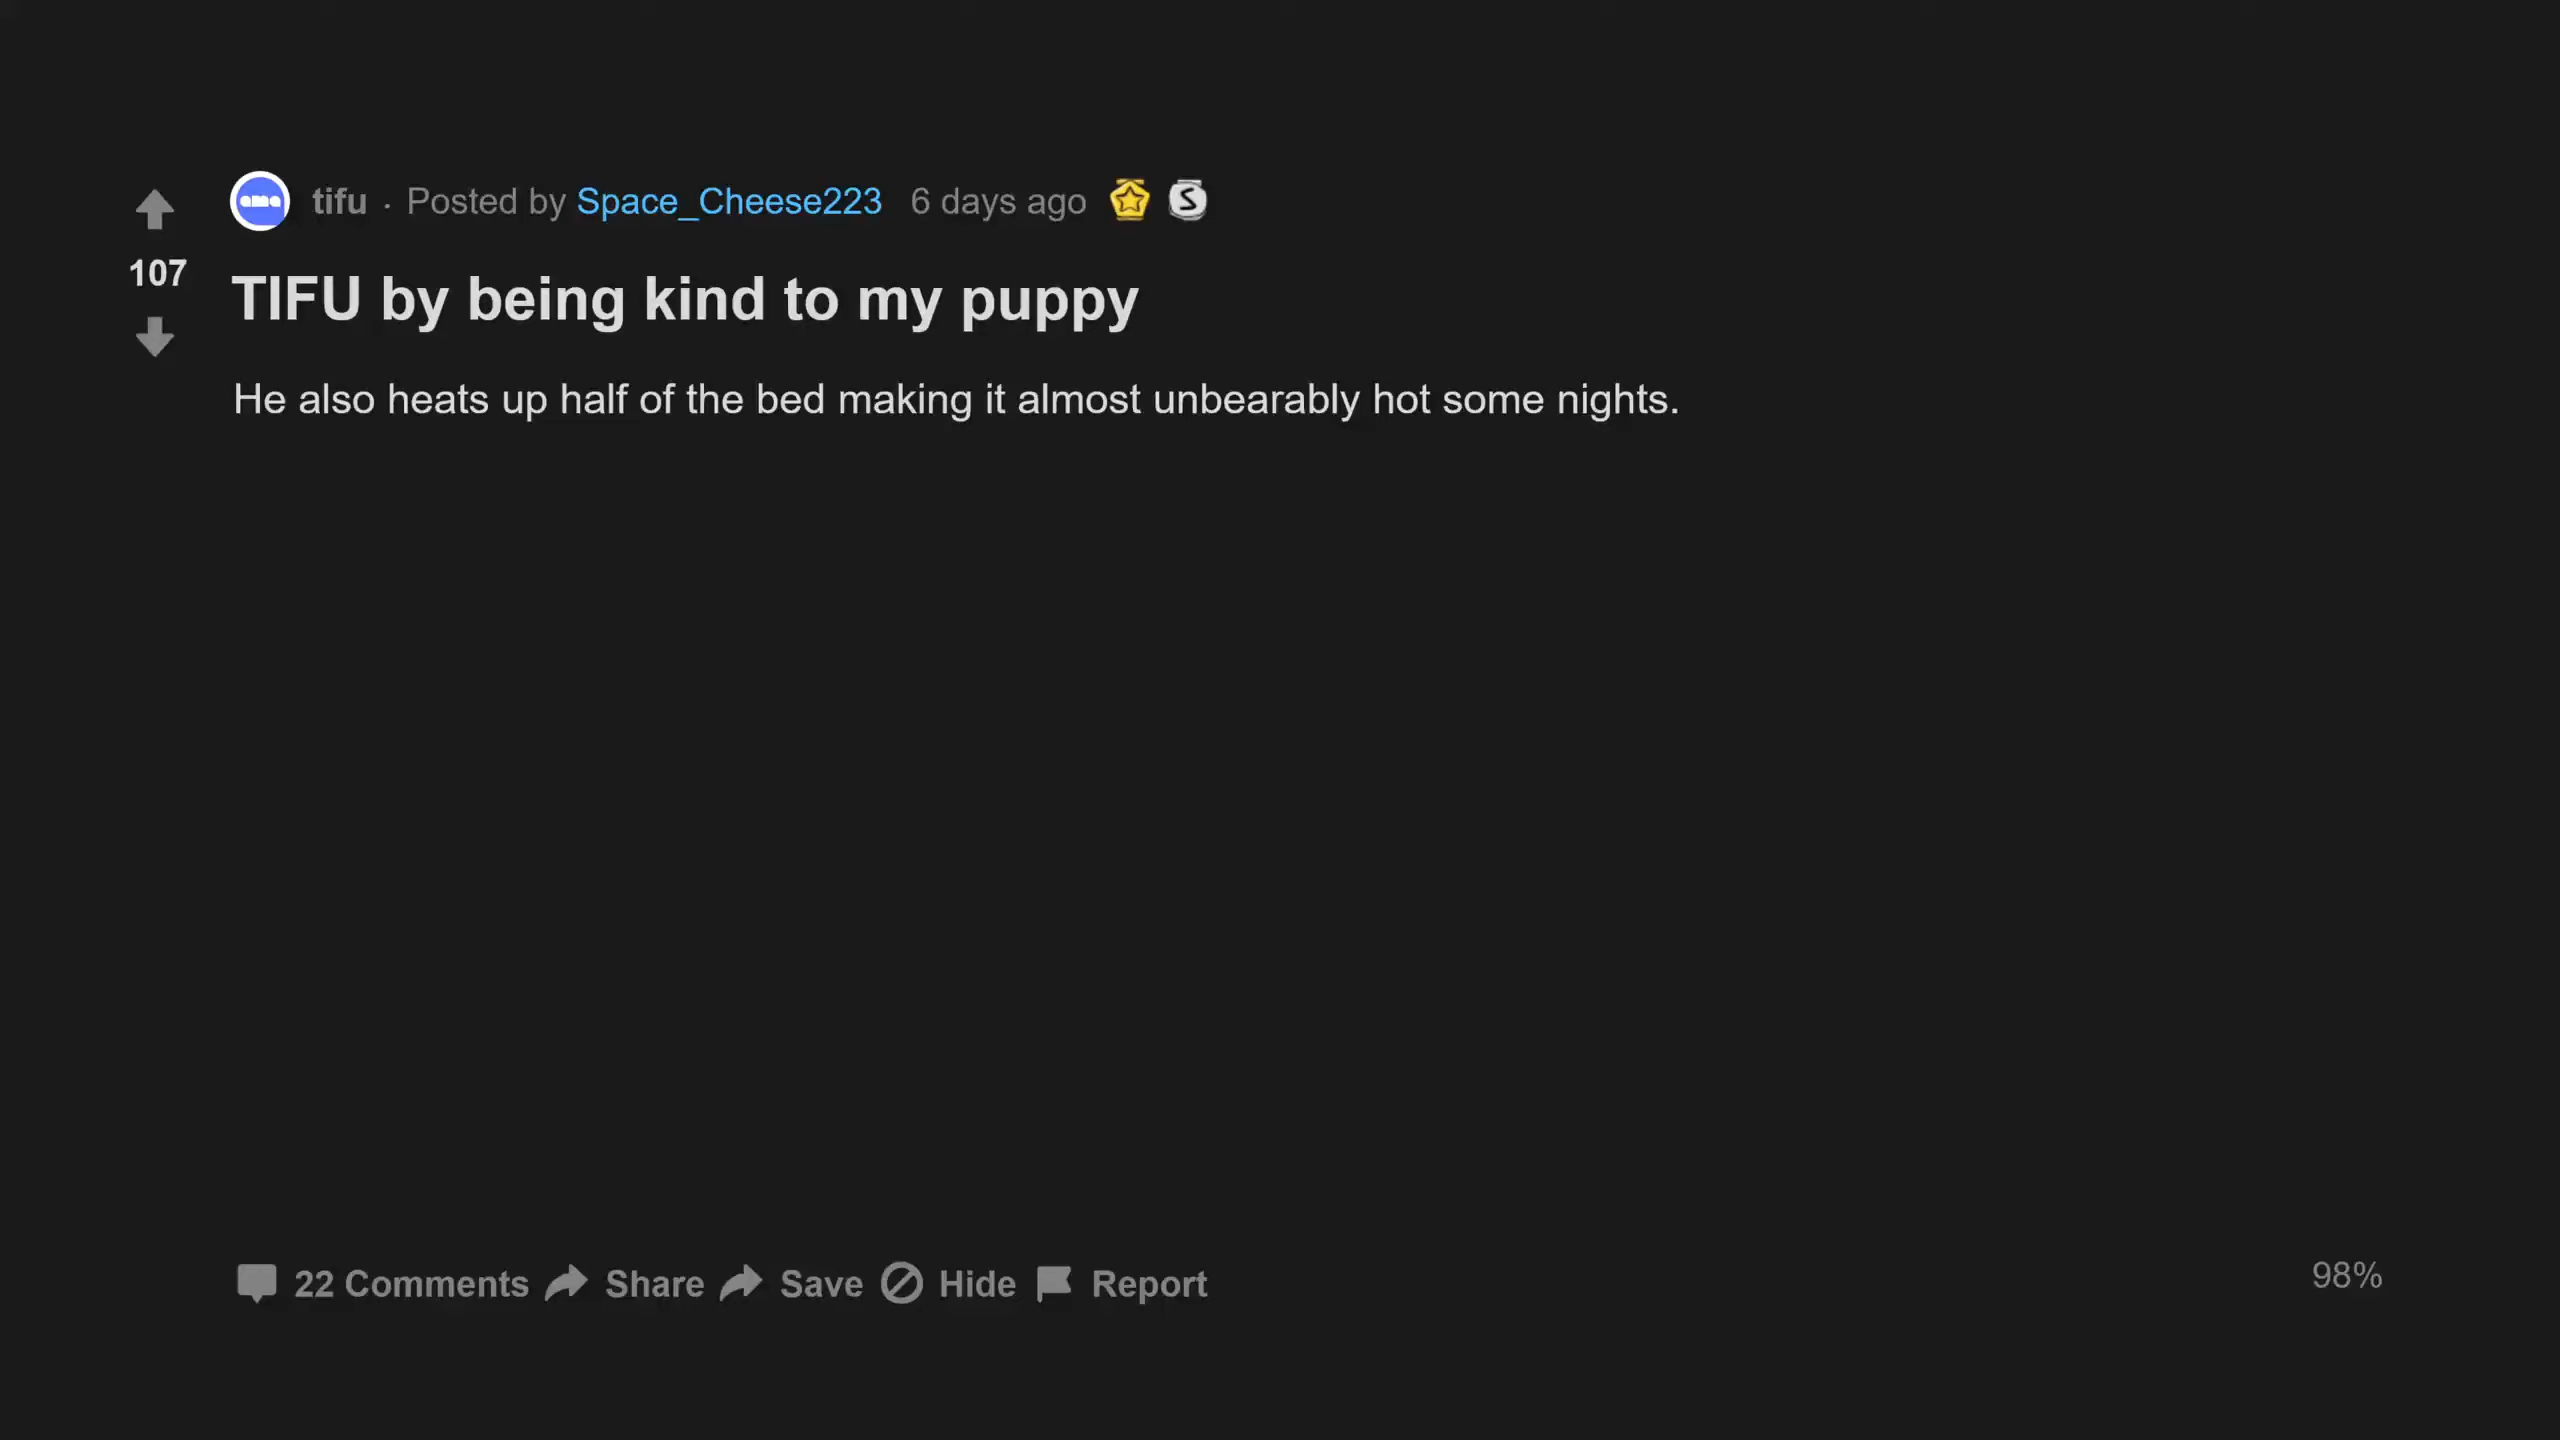 tifu · Posted by Space_Cheese223 6 days ago
107
TIFU by being kind to my puppy
He also heats up half of the bed making it almost unbearably hot some nights.
22 Comments Share Save Hide Report
98%